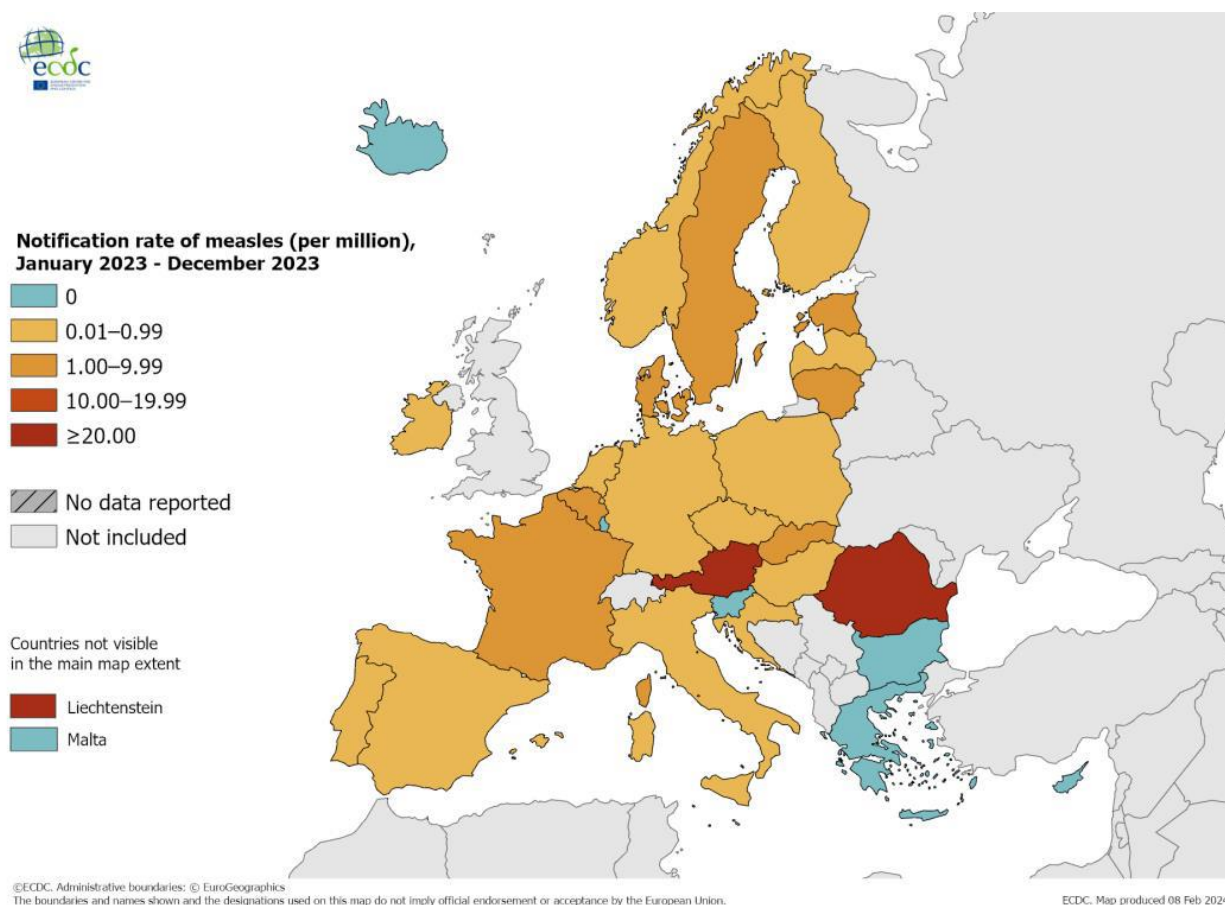 ecdc
Notification rate of measles (per million),
January 2023 - December 2023
0
0.01–0.99
1.00–9.99
10.00–19.99
≥20.00
No data reported
Not included
Countries not visible
in the main map extent
Liechtenstein
Malta
©ECDC. Administrative boundaries: © EuroGeographics
The boundaries and names shown and the designations used on this map do not imply official endorsement or acceptance by the European Union.
ECDC. Map produced 08 Feb 2024